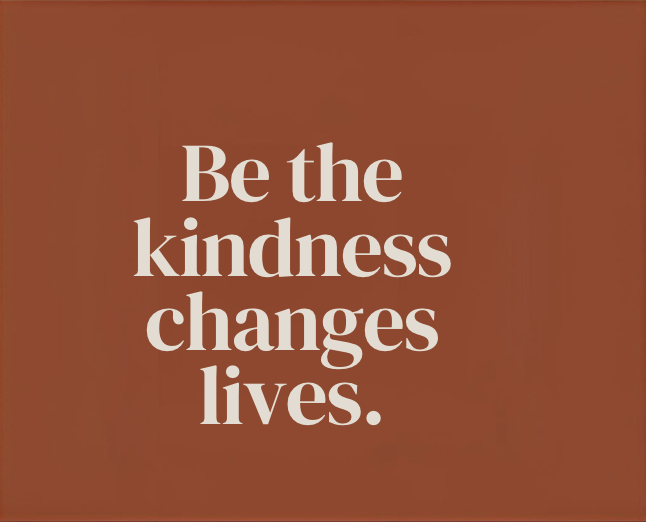 Be the
kindness
changes
lives.